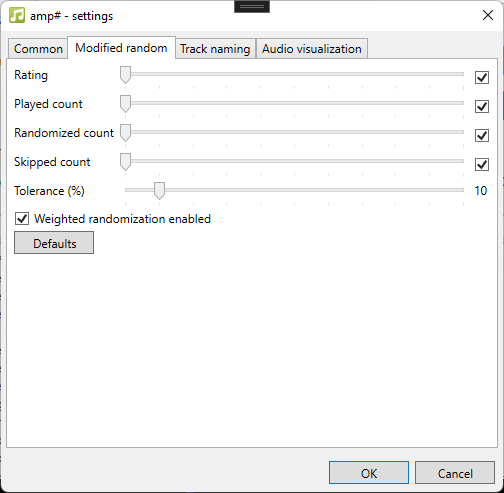 amp# - settings
Common Modified random Track naming Audio visualization
Rating
Played count
Randomized count
Skipped count
Tolerance (%) 10
Weighted randomization enabled
Defaults
OK Cancel